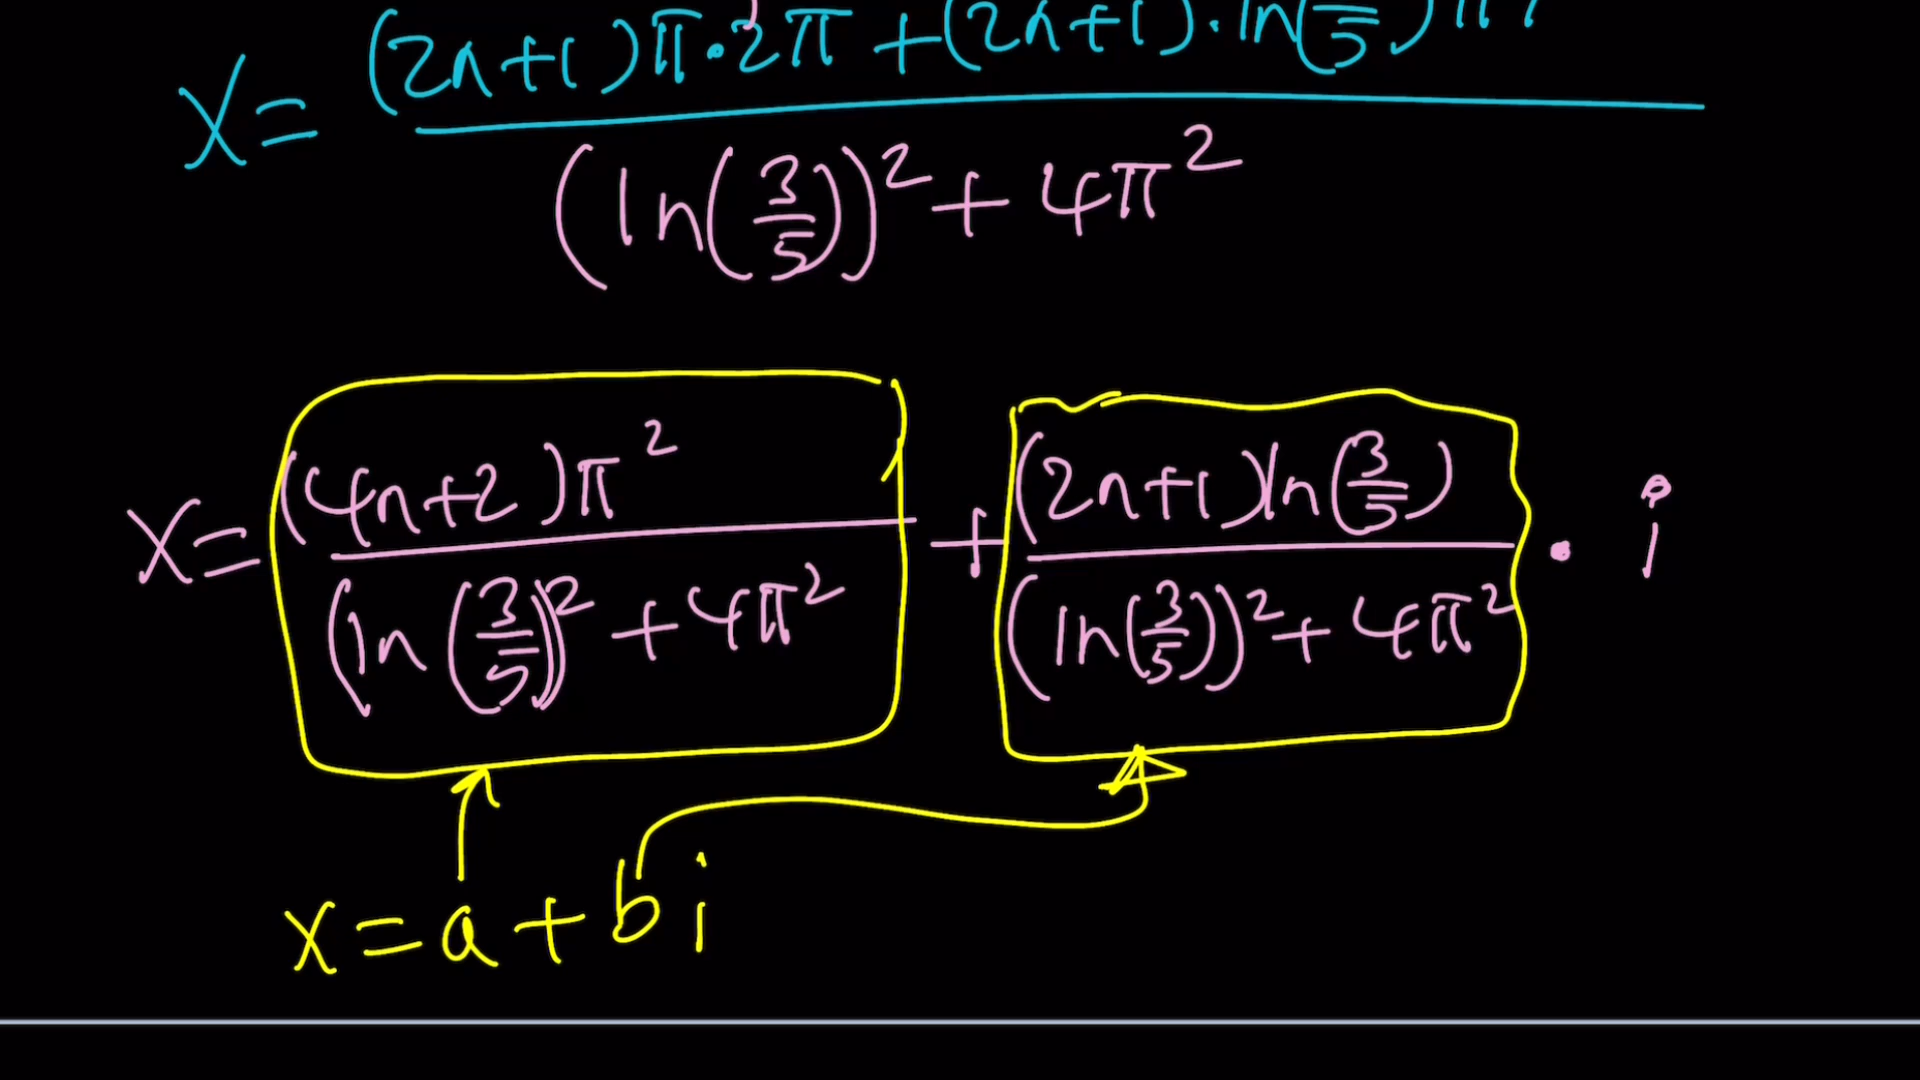 x = ((2n+1)π·2π + (2n+1)·ln(3/5)πi) / ((ln(3/5))² + 4π²)
x = ((4n+2)π²) / ((ln(3/5))² + 4π²) + ((2n+1)ln(3/5)) / ((ln(3/5))² + 4π²) · i
x = a + bi